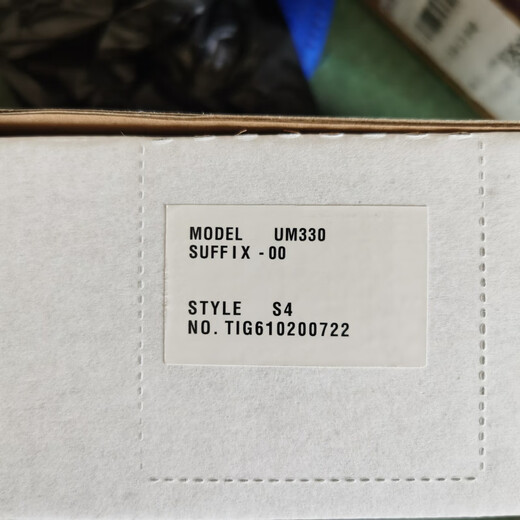 MODEL UM330
SUFFIX -00
STYLE S4
NO. TIG610200722